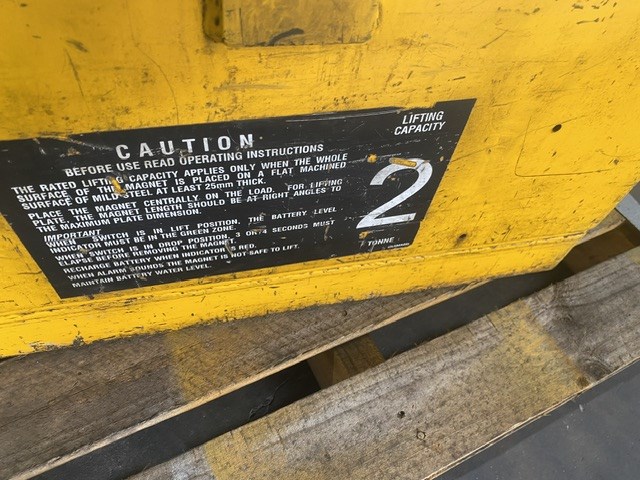 CAUTION
BEFORE USE READ OPERATING INSTRUCTIONS
THE RATED LIFTING CAPACITY APPLIES ONLY WHEN THE WHOLE
SURFACE OF THE MAGNET IS PLACED ON A FLAT MACHINED
SURFACE OF MILD STEEL AT LEAST 25mm THICK.
PLACE THE MAGNET CENTRALLY ON THE LOAD. FOR LIFTING
PLATE, THE MAGNET LENGTH SHOULD BE AT RIGHT ANGLES TO
THE MAXIMUM PLATE DIMENSION.
IMPORTANT
WHEN SWITCH IS IN LIFT POSITION, THE BATTERY LEVEL
INDICATOR MUST BE IN THE GREEN ZONE.
WHEN SWITCH IS IN DROP POSITION, 3 OR 4 SECONDS MUST
ELAPSE BEFORE REMOVING THE MAGNET.
RECHARGE BATTERY WHEN INDICATOR IS RED.
WHEN ALARM SOUNDS THE MAGNET IS NOT SAFE TO LIFT.
MAINTAIN BATTERY WATER LEVEL.
LIFTING
CAPACITY
2
TONNE